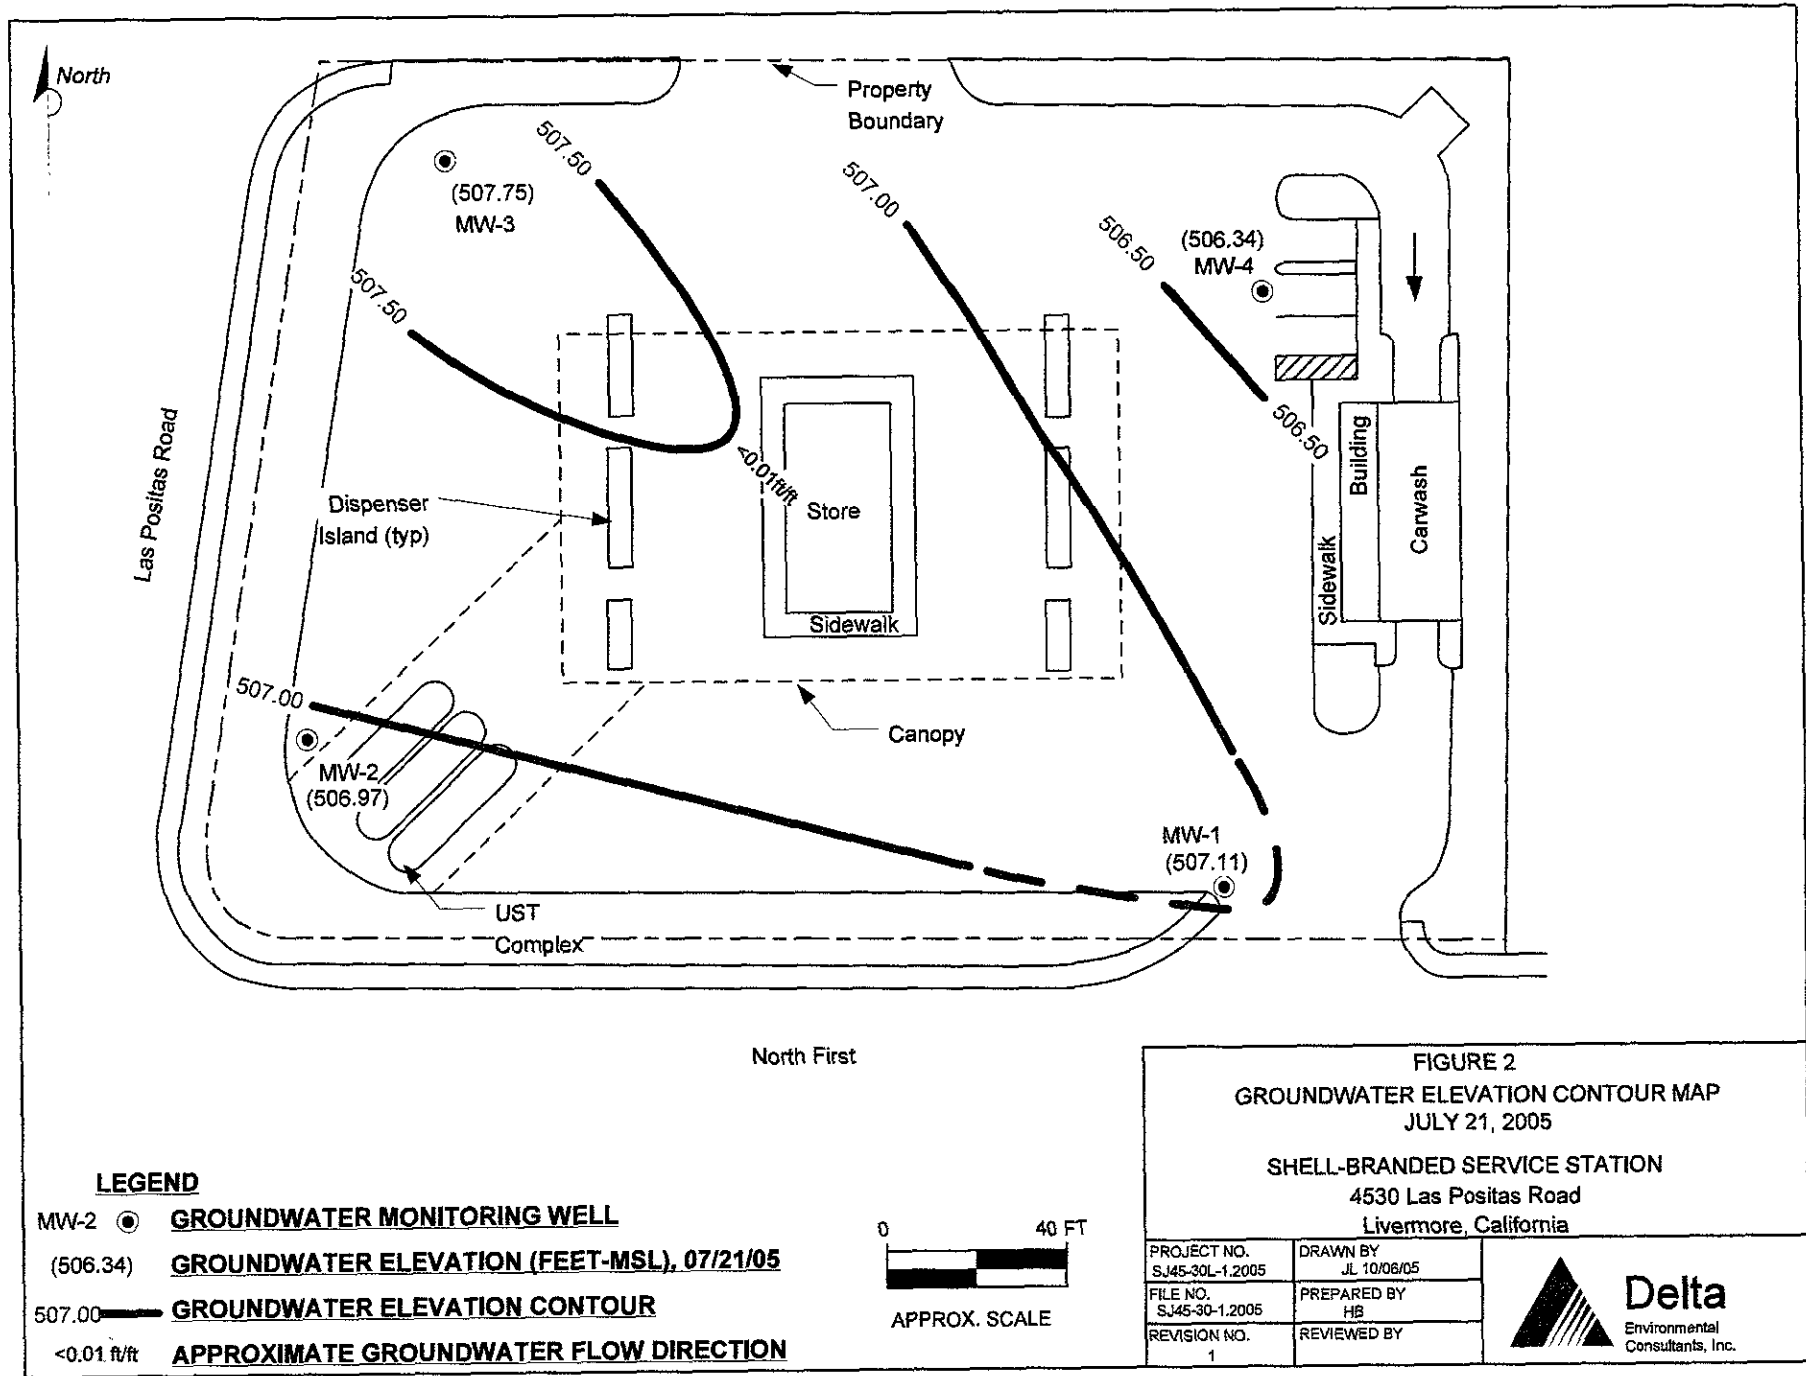 North
Property
Boundary
507.50
(507.75)
MW-3
507.50
507.00
506.50
(506.34)
MW-4
506.50
Las Positas Road
Dispenser
Island (typ)
<0.01ft/ft
Store
Sidewalk
Building
Carwash
Sidewalk
507.00
MW-2
(506.97)
Canopy
MW-1
(507.11)
UST
Complex
North First
LEGEND
MW-2 GROUNDWATER MONITORING WELL
(506.34) GROUNDWATER ELEVATION (FEET-MSL), 07/21/05
507.00 GROUNDWATER ELEVATION CONTOUR
<0.01 ft/ft APPROXIMATE GROUNDWATER FLOW DIRECTION
0 40 FT
APPROX. SCALE
FIGURE 2
GROUNDWATER ELEVATION CONTOUR MAP
JULY 21, 2005
SHELL-BRANDED SERVICE STATION
4530 Las Positas Road
Livermore, California
PROJECT NO.
SJ45-30L-1.2005
DRAWN BY
JL 10/06/05
FILE NO.
SJ45-30-1.2005
PREPARED BY
HB
REVISION NO.
1
REVIEWED BY
Delta
Environmental
Consultants, Inc.